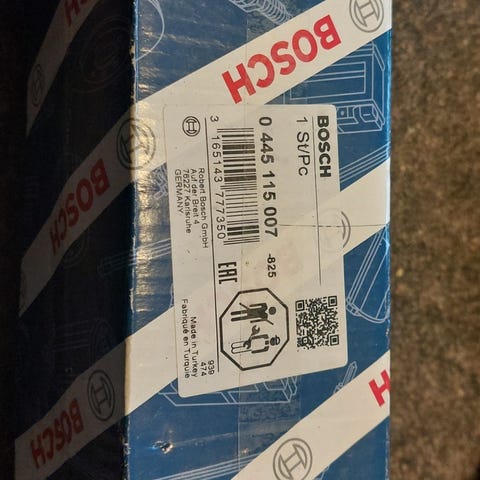 BOSCH
BOSCH
1 St/Pc
0 445 115 007
-825
3 165143 777350
Robert Bosch GmbH
Auf der Breit 4
76227 Karlsruhe
GERMANY
EAC
939
474
Made in Turkey
Fabriqué en Turquie
BOSCH
BOSCH
BOSCH